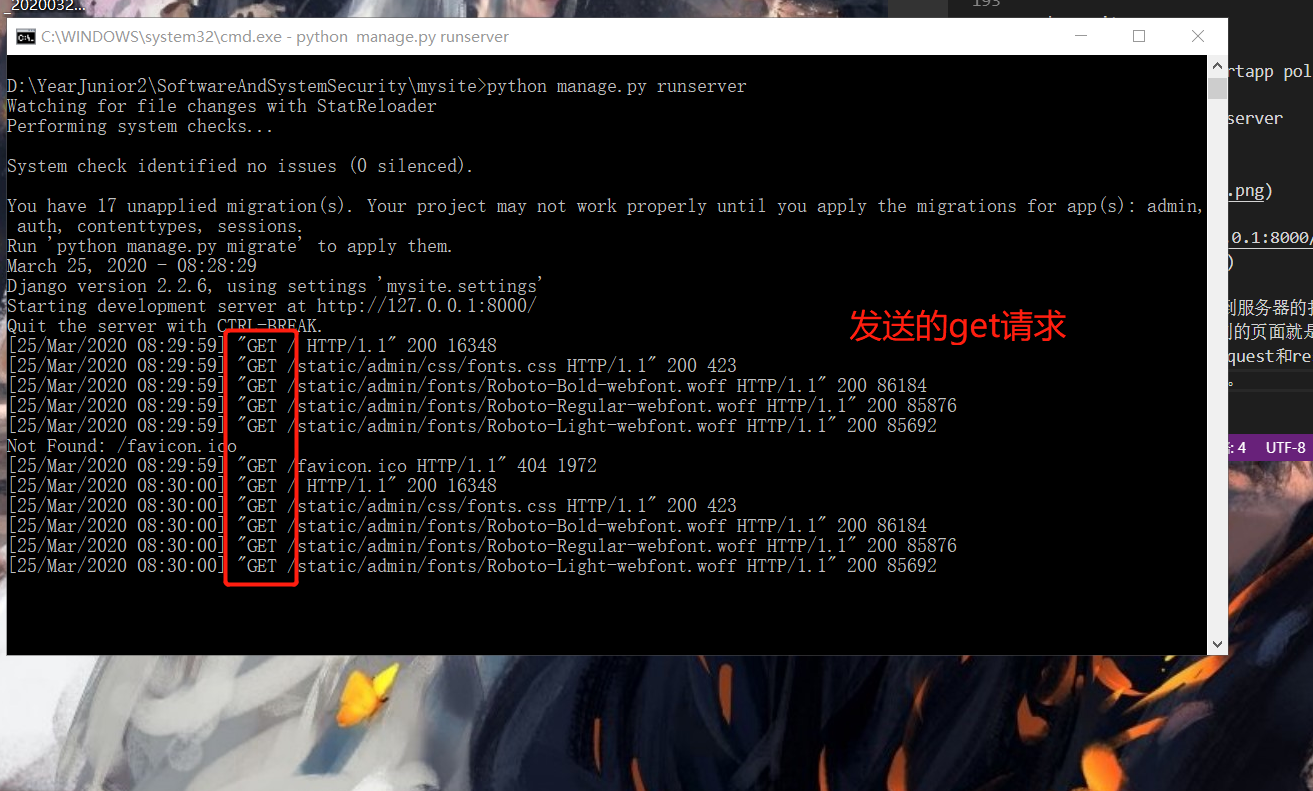 _2020032...
193
C:\WINDOWS\system32\cmd.exe - python  manage.py runserver
D:\YearJunior2\SoftwareAndSystemSecurity\mysite>python manage.py runserver
Watching for file changes with StatReloader
Performing system checks...
System check identified no issues (0 silenced).
You have 17 unapplied migration(s). Your project may not work properly until you apply the migrations for app(s): admin,
 auth, contenttypes, sessions.
Run 'python manage.py migrate' to apply them.
March 25, 2020 - 08:28:29
Django version 2.2.6, using settings 'mysite.settings'
Starting development server at http://127.0.0.1:8000/
Quit the server with CTRL-BREAK.
[25/Mar/2020 08:29:59] "GET / HTTP/1.1" 200 16348
[25/Mar/2020 08:29:59] "GET /static/admin/css/fonts.css HTTP/1.1" 200 423
[25/Mar/2020 08:29:59] "GET /static/admin/fonts/Roboto-Bold-webfont.woff HTTP/1.1" 200 86184
[25/Mar/2020 08:29:59] "GET /static/admin/fonts/Roboto-Regular-webfont.woff HTTP/1.1" 200 85876
[25/Mar/2020 08:29:59] "GET /static/admin/fonts/Roboto-Light-webfont.woff HTTP/1.1" 200 85692
Not Found: /favicon.ico
[25/Mar/2020 08:29:59] "GET /favicon.ico HTTP/1.1" 404 1972
[25/Mar/2020 08:30:00] "GET / HTTP/1.1" 200 16348
[25/Mar/2020 08:30:00] "GET /static/admin/css/fonts.css HTTP/1.1" 200 423
[25/Mar/2020 08:30:00] "GET /static/admin/fonts/Roboto-Bold-webfont.woff HTTP/1.1" 200 86184
[25/Mar/2020 08:30:00] "GET /static/admin/fonts/Roboto-Regular-webfont.woff HTTP/1.1" 200 85876
[25/Mar/2020 08:30:00] "GET /static/admin/fonts/Roboto-Light-webfont.woff HTTP/1.1" 200 85692
发送的get请求
rtapp pol
server
.png)
.0.1:8000/
)
到服务器的
的页面就是
quest和re
。
: 4 UTF-8